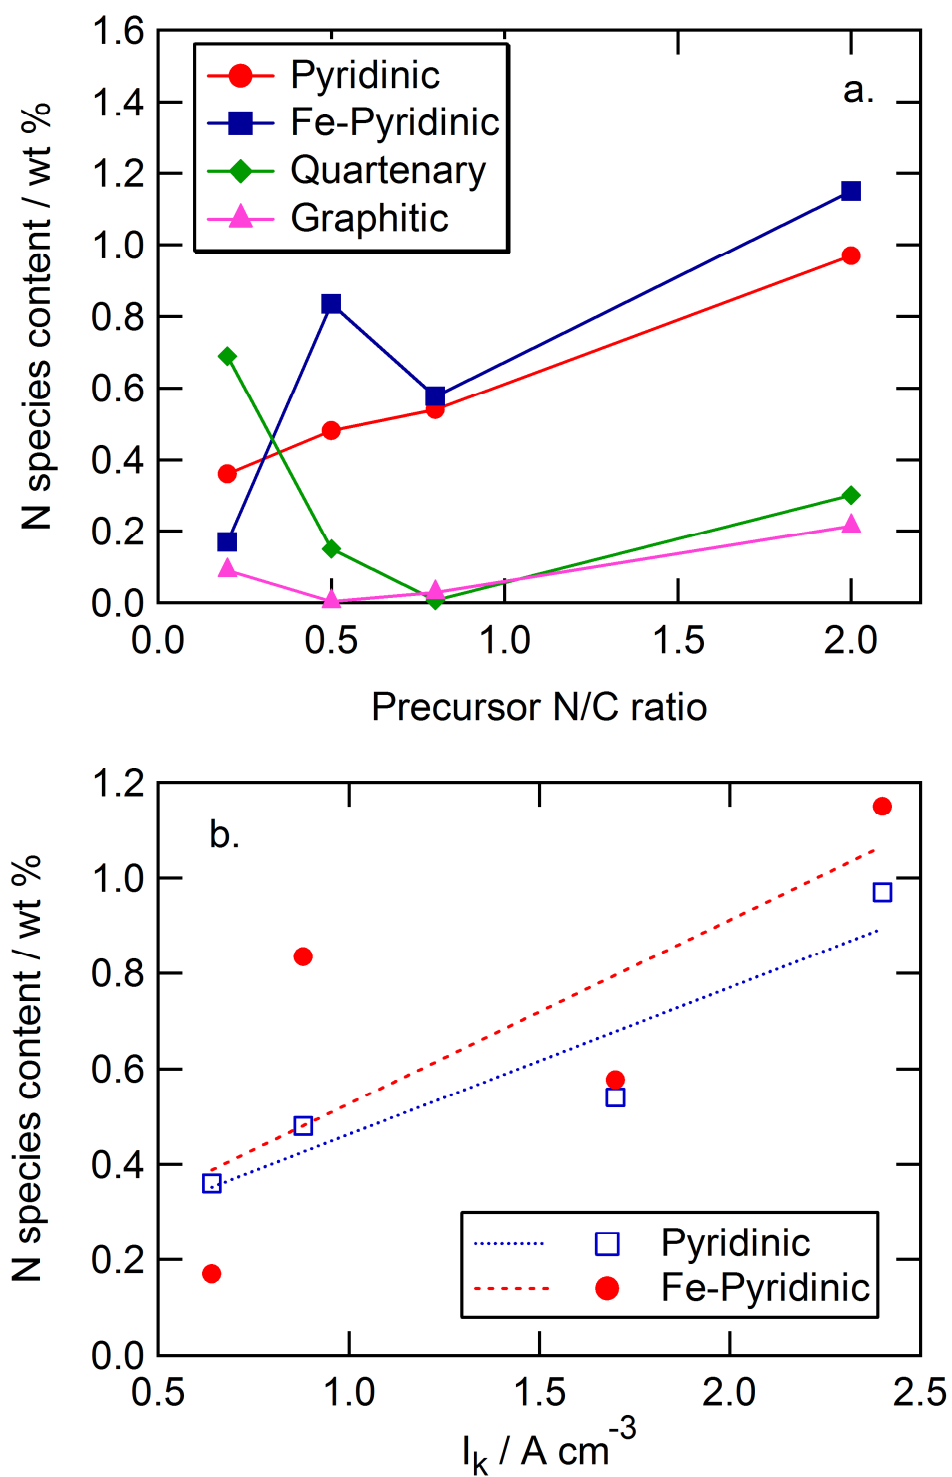 1.6
1.4
1.2
1.0
0.8
0.6
0.4
0.2
0.0
N species content / wt %
Pyridinic
Fe-Pyridinic
Quartenary
Graphitic
a.
0.0 0.5 1.0 1.5 2.0
Precursor N/C ratio
1.2
1.0
0.8
0.6
0.4
0.2
0.0
N species content / wt %
b.
Pyridinic
Fe-Pyridinic
0.5 1.0 1.5 2.0 2.5
Iₖ / A cm⁻³